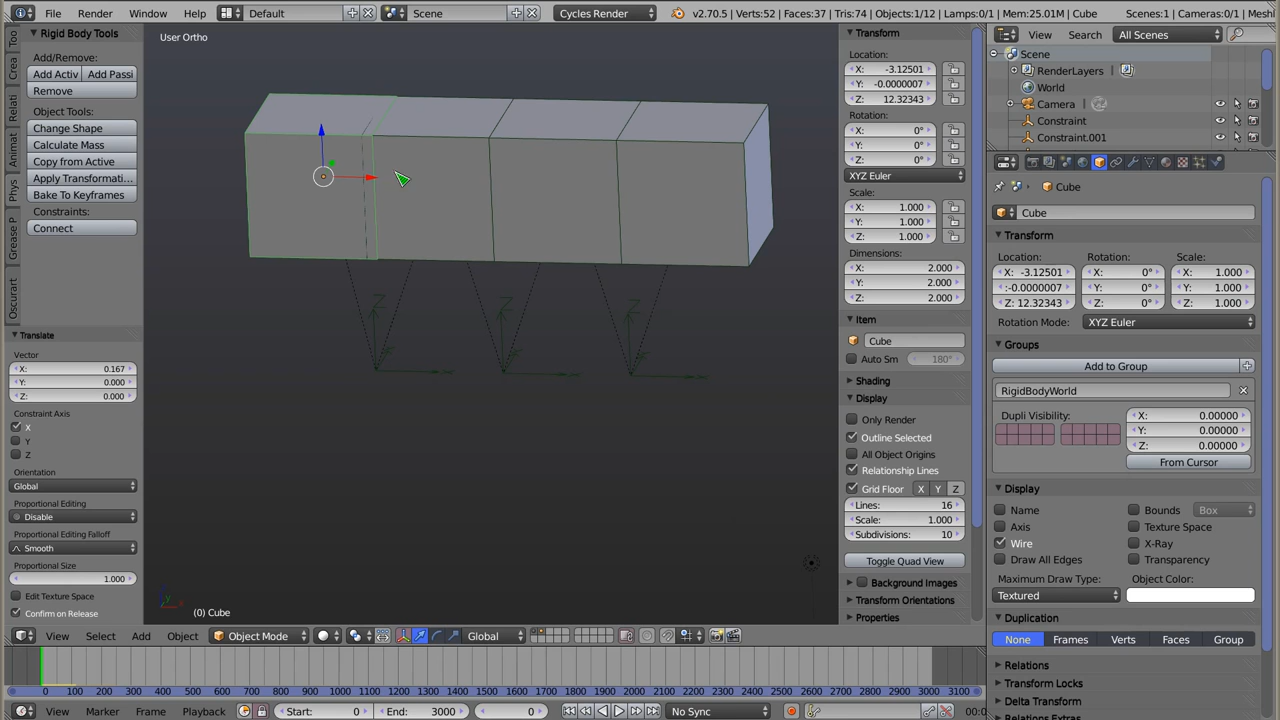 File Render Window Help Default Scene Cycles Render v2.70.5 | Verts:52 | Faces:37 | Tris:74 | Objects:1/12 | Lamps:0/1 | Mem:25.01M | Cube Scenes:1 | Cameras:0/1
View Search All Scenes
User Ortho
Rigid Body Tools
Add/Remove:
Add Activ Add Passi
Remove
Object Tools:
Change Shape
Calculate Mass
Copy from Active
Apply Transformati...
Bake To Keyframes
Constraints:
Connect
Too
Crea
Relati
Animat
Phys
Grease P
Oscurart
Translate
Vector
X: 0.167
Y: 0.000
Z: 0.000
Constraint Axis
X
Y
Z
Orientation
Global
Proportional Editing
Disable
Proportional Editing Falloff
Smooth
Proportional Size
1.000
Edit Texture Space
Confirm on Release
Z
x
Z
x
Z
x
(0) Cube
Transform
Location:
X: -3.12501
Y: -0.0000007
Z: 12.32343
Rotation:
X: 0°
Y: 0°
Z: 0°
XYZ Euler
Scale:
X: 1.000
Y: 1.000
Z: 1.000
Dimensions:
X: 2.000
Y: 2.000
Z: 2.000
Item
Cube
Auto Sm 180°
Shading
Display
Only Render
Outline Selected
All Object Origins
Relationship Lines
Grid Floor X Y Z
Lines: 16
Scale: 1.000
Subdivisions: 10
Toggle Quad View
Background Images
Transform Orientations
Properties
Scene
RenderLayers
World
Camera
Constraint
Constraint.001
Cube
Cube
Transform
Location: Rotation: Scale:
X: -3.12501 X: 0° X: 1.000
:-0.0000007 Y: 0° Y: 1.000
Z: 12.32343 Z: 0° Z: 1.000
Rotation Mode: XYZ Euler
Groups
Add to Group
RigidBodyWorld
Dupli Visibility: X: 0.00000
Y: 0.00000
Z: 0.00000
From Cursor
Display
Name Bounds Box
Axis Texture Space
Wire X-Ray
Draw All Edges Transparency
Maximum Draw Type: Object Color:
Textured
Duplication
None Frames Verts Faces Group
Relations
Transform Locks
Delta Transform
Relations Extras
View Select Add Object Object Mode Global
0 100 200 300 400 500 600 700 800 900 1000 1100 1200 1300 1400 1500 1600 1700 1800 1900 2000 2100 2200 2300 2400 2500 2600 2700 2800 2900 3000 3100
View Marker Frame Playback Start: 0 End: 3000 0 No Sync